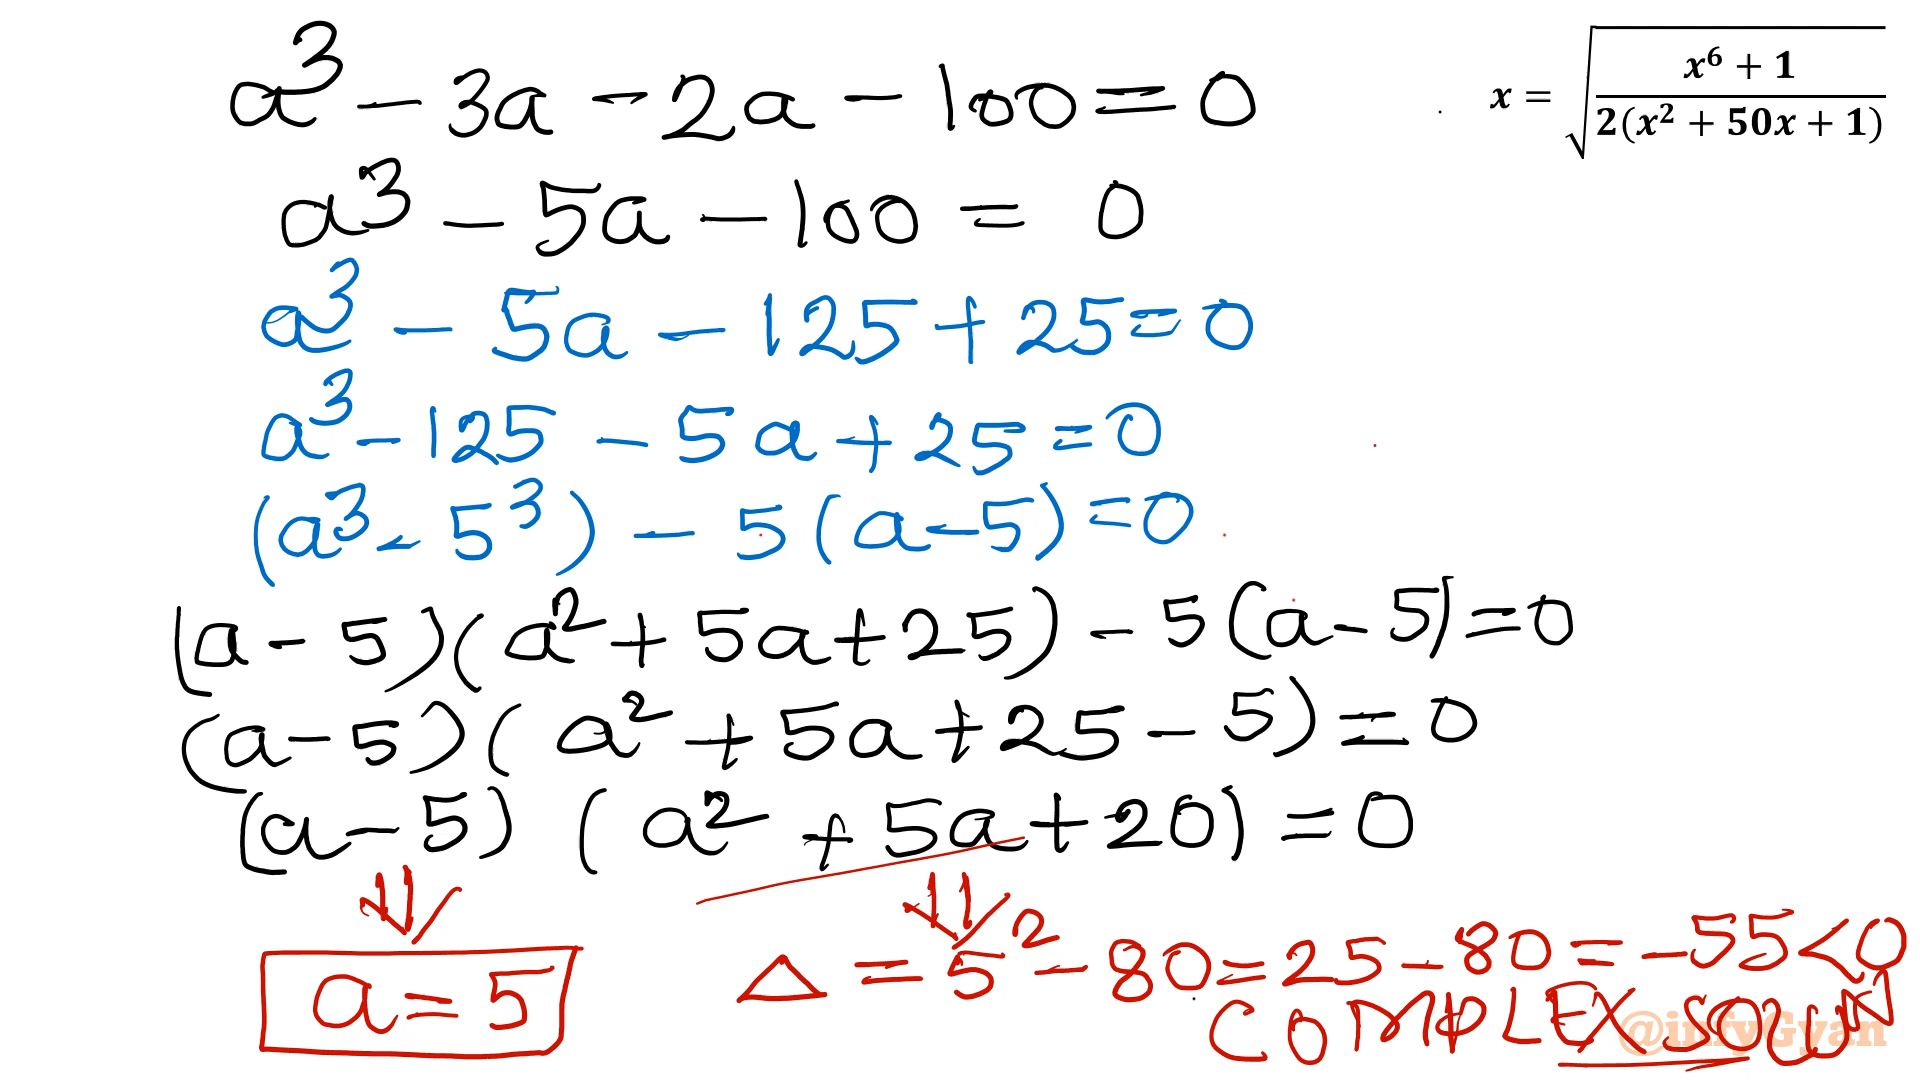 a³ - 3a - 2a - 100 = 0
x = √((x⁶ + 1)/(2(x² + 50x + 1)))
a³ - 5a - 100 = 0
a³ - 5a - 125 + 25 = 0
a³ - 125 - 5a + 25 = 0
(a³ - 5³) - 5(a - 5) = 0
(a - 5)(a² + 5a + 25) - 5(a - 5) = 0
(a - 5)(a² + 5a + 25 - 5) = 0
(a - 5) (a² + 5a + 20) = 0
a = 5
Δ = 5² - 80 = 25 - 80 = -55 < 0
COMPLEX SOLUN
@infyGyan